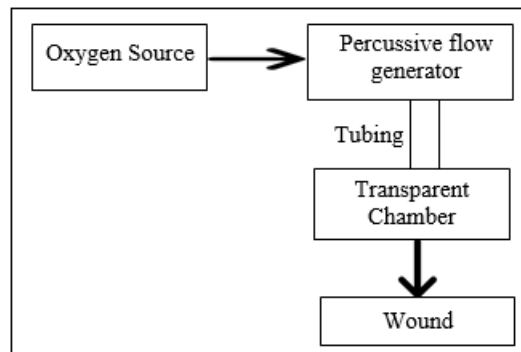 Oxygen Source
Percussive flow
generator
Tubing
Transparent
Chamber
Wound